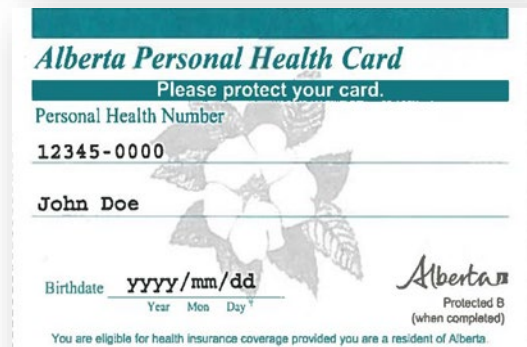 Alberta Personal Health Card
Please protect your card.
Personal Health Number
12345-0000
John Doe
Birthdate yyyy/mm/dd
Year Mon Day
Alberta
Protected B
(when completed)
You are eligible for health insurance coverage provided you are a resident of Alberta.